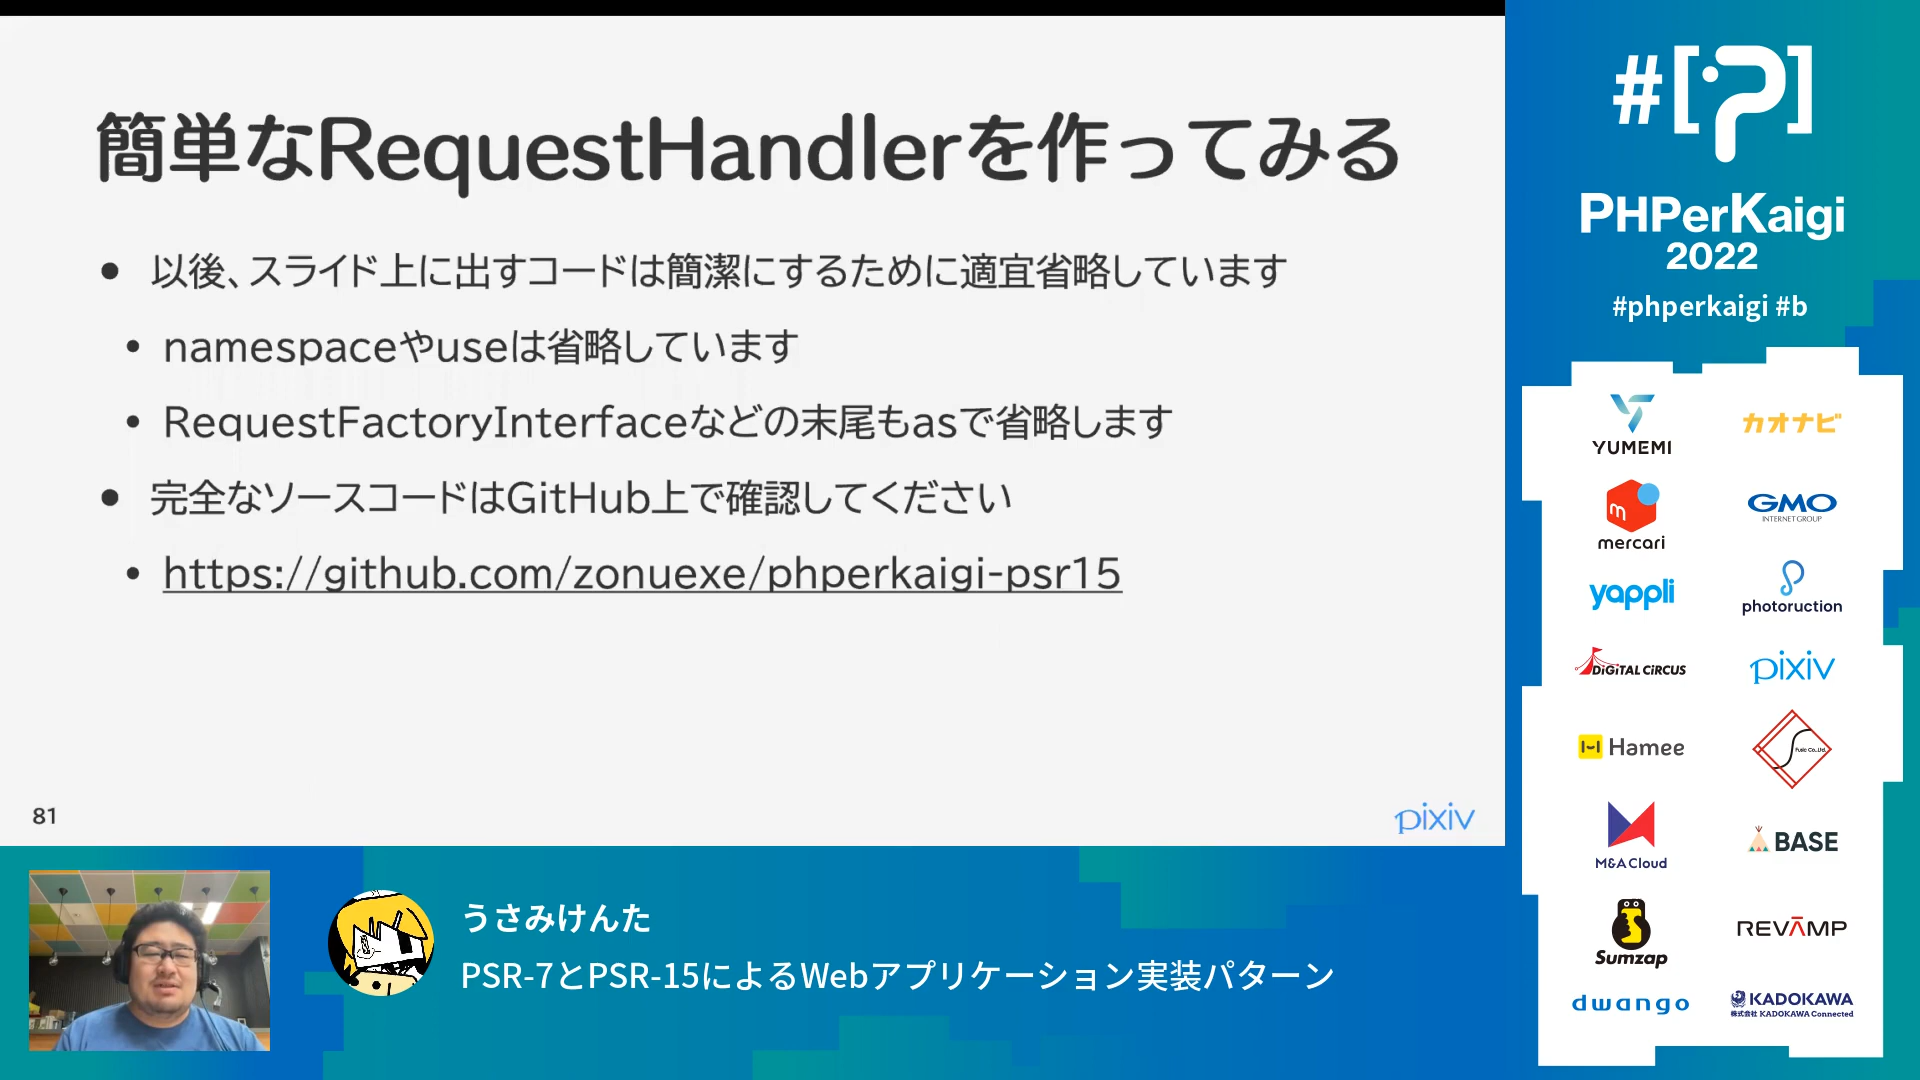 簡単なRequestHandlerを作ってみる
● 以後、スライド上に出すコードは簡潔にするために適宜省略しています
• namespaceやuseは省略しています
• RequestFactoryInterfaceなどの末尾もasで省略します
● 完全なソースコードはGitHub上で確認してください
• https://github.com/zonuexe/phperkaigi-psr15
81
pixiv
うさみけんた
PSR-7とPSR-15によるWebアプリケーション実装パターン
#[?]
PHPerKaigi
2022
#phperkaigi #b
YUMEMI
カオナビ
m
mercari
GMO
INTERNET GROUP
yappli
photoruction
DiGiTAL CiRCUS
pixiv
Hamee
Fusic Co.,Ltd.
M&A Cloud
BASE
Sumzap
REVAMP
dwango
KADOKAWA
株式会社 KADOKAWA Connected